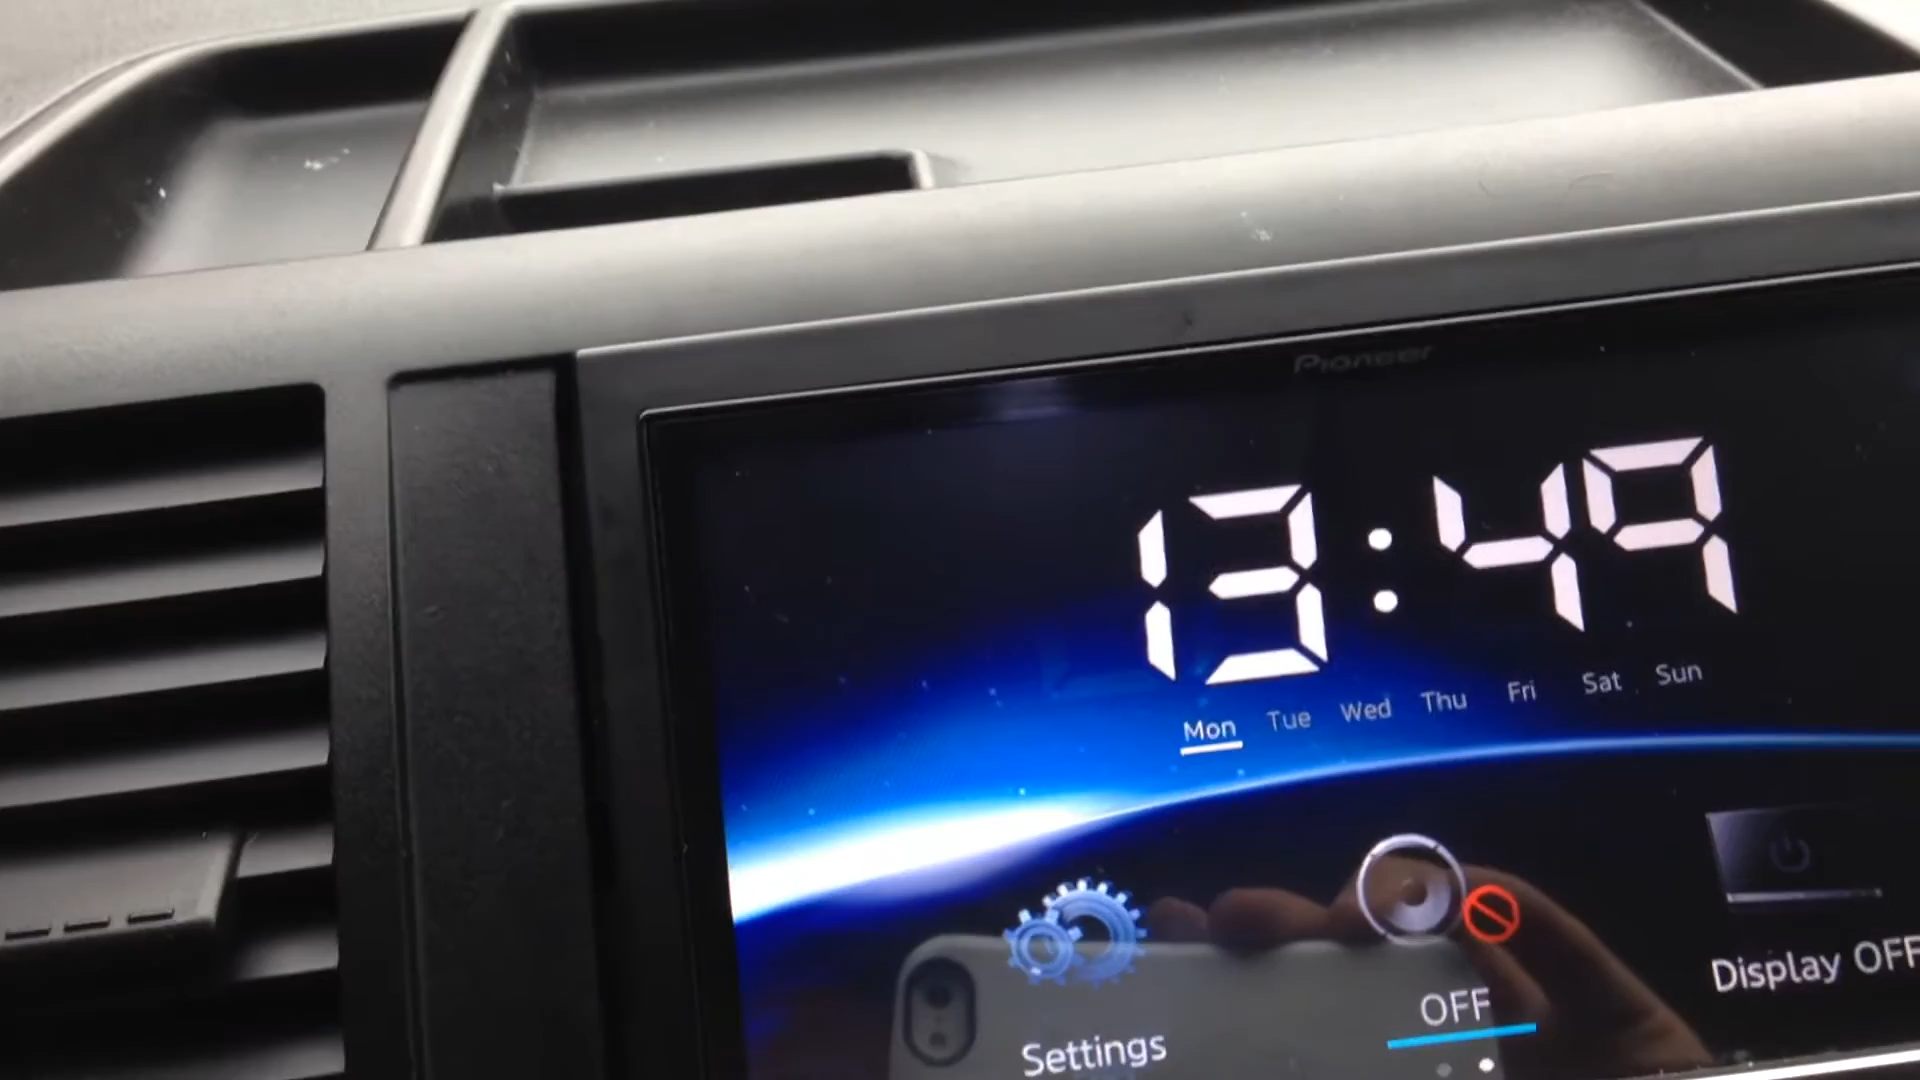 Pioneer
13:49
Mon Tue Wed Thu Fri Sat Sun
Settings
OFF
Display OFF